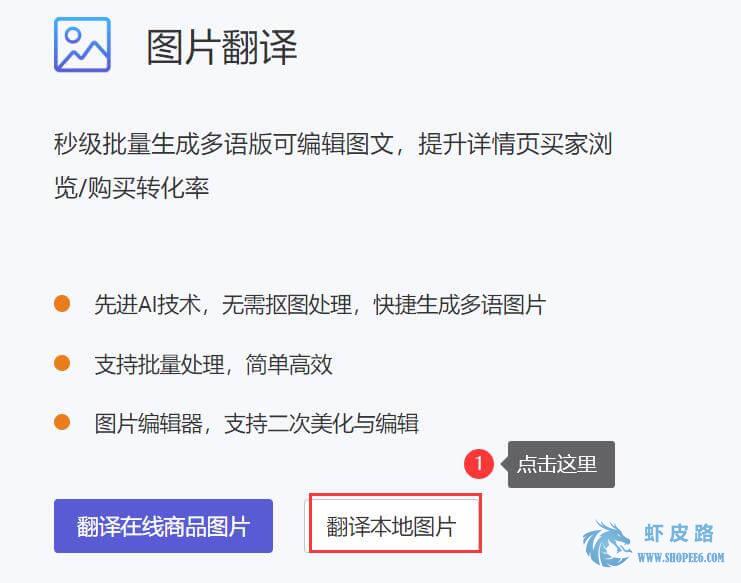 图片翻译
秒级批量生成多语版可编辑图文，提升详情页买家浏
览/购买转化率
先进AI技术，无需抠图处理，快捷生成多语图片
支持批量处理，简单高效
图片编辑器，支持二次美化与编辑
1 点击这里
翻译在线商品图片 翻译本地图片
虾皮路
WWW.SHOPEE6.COM